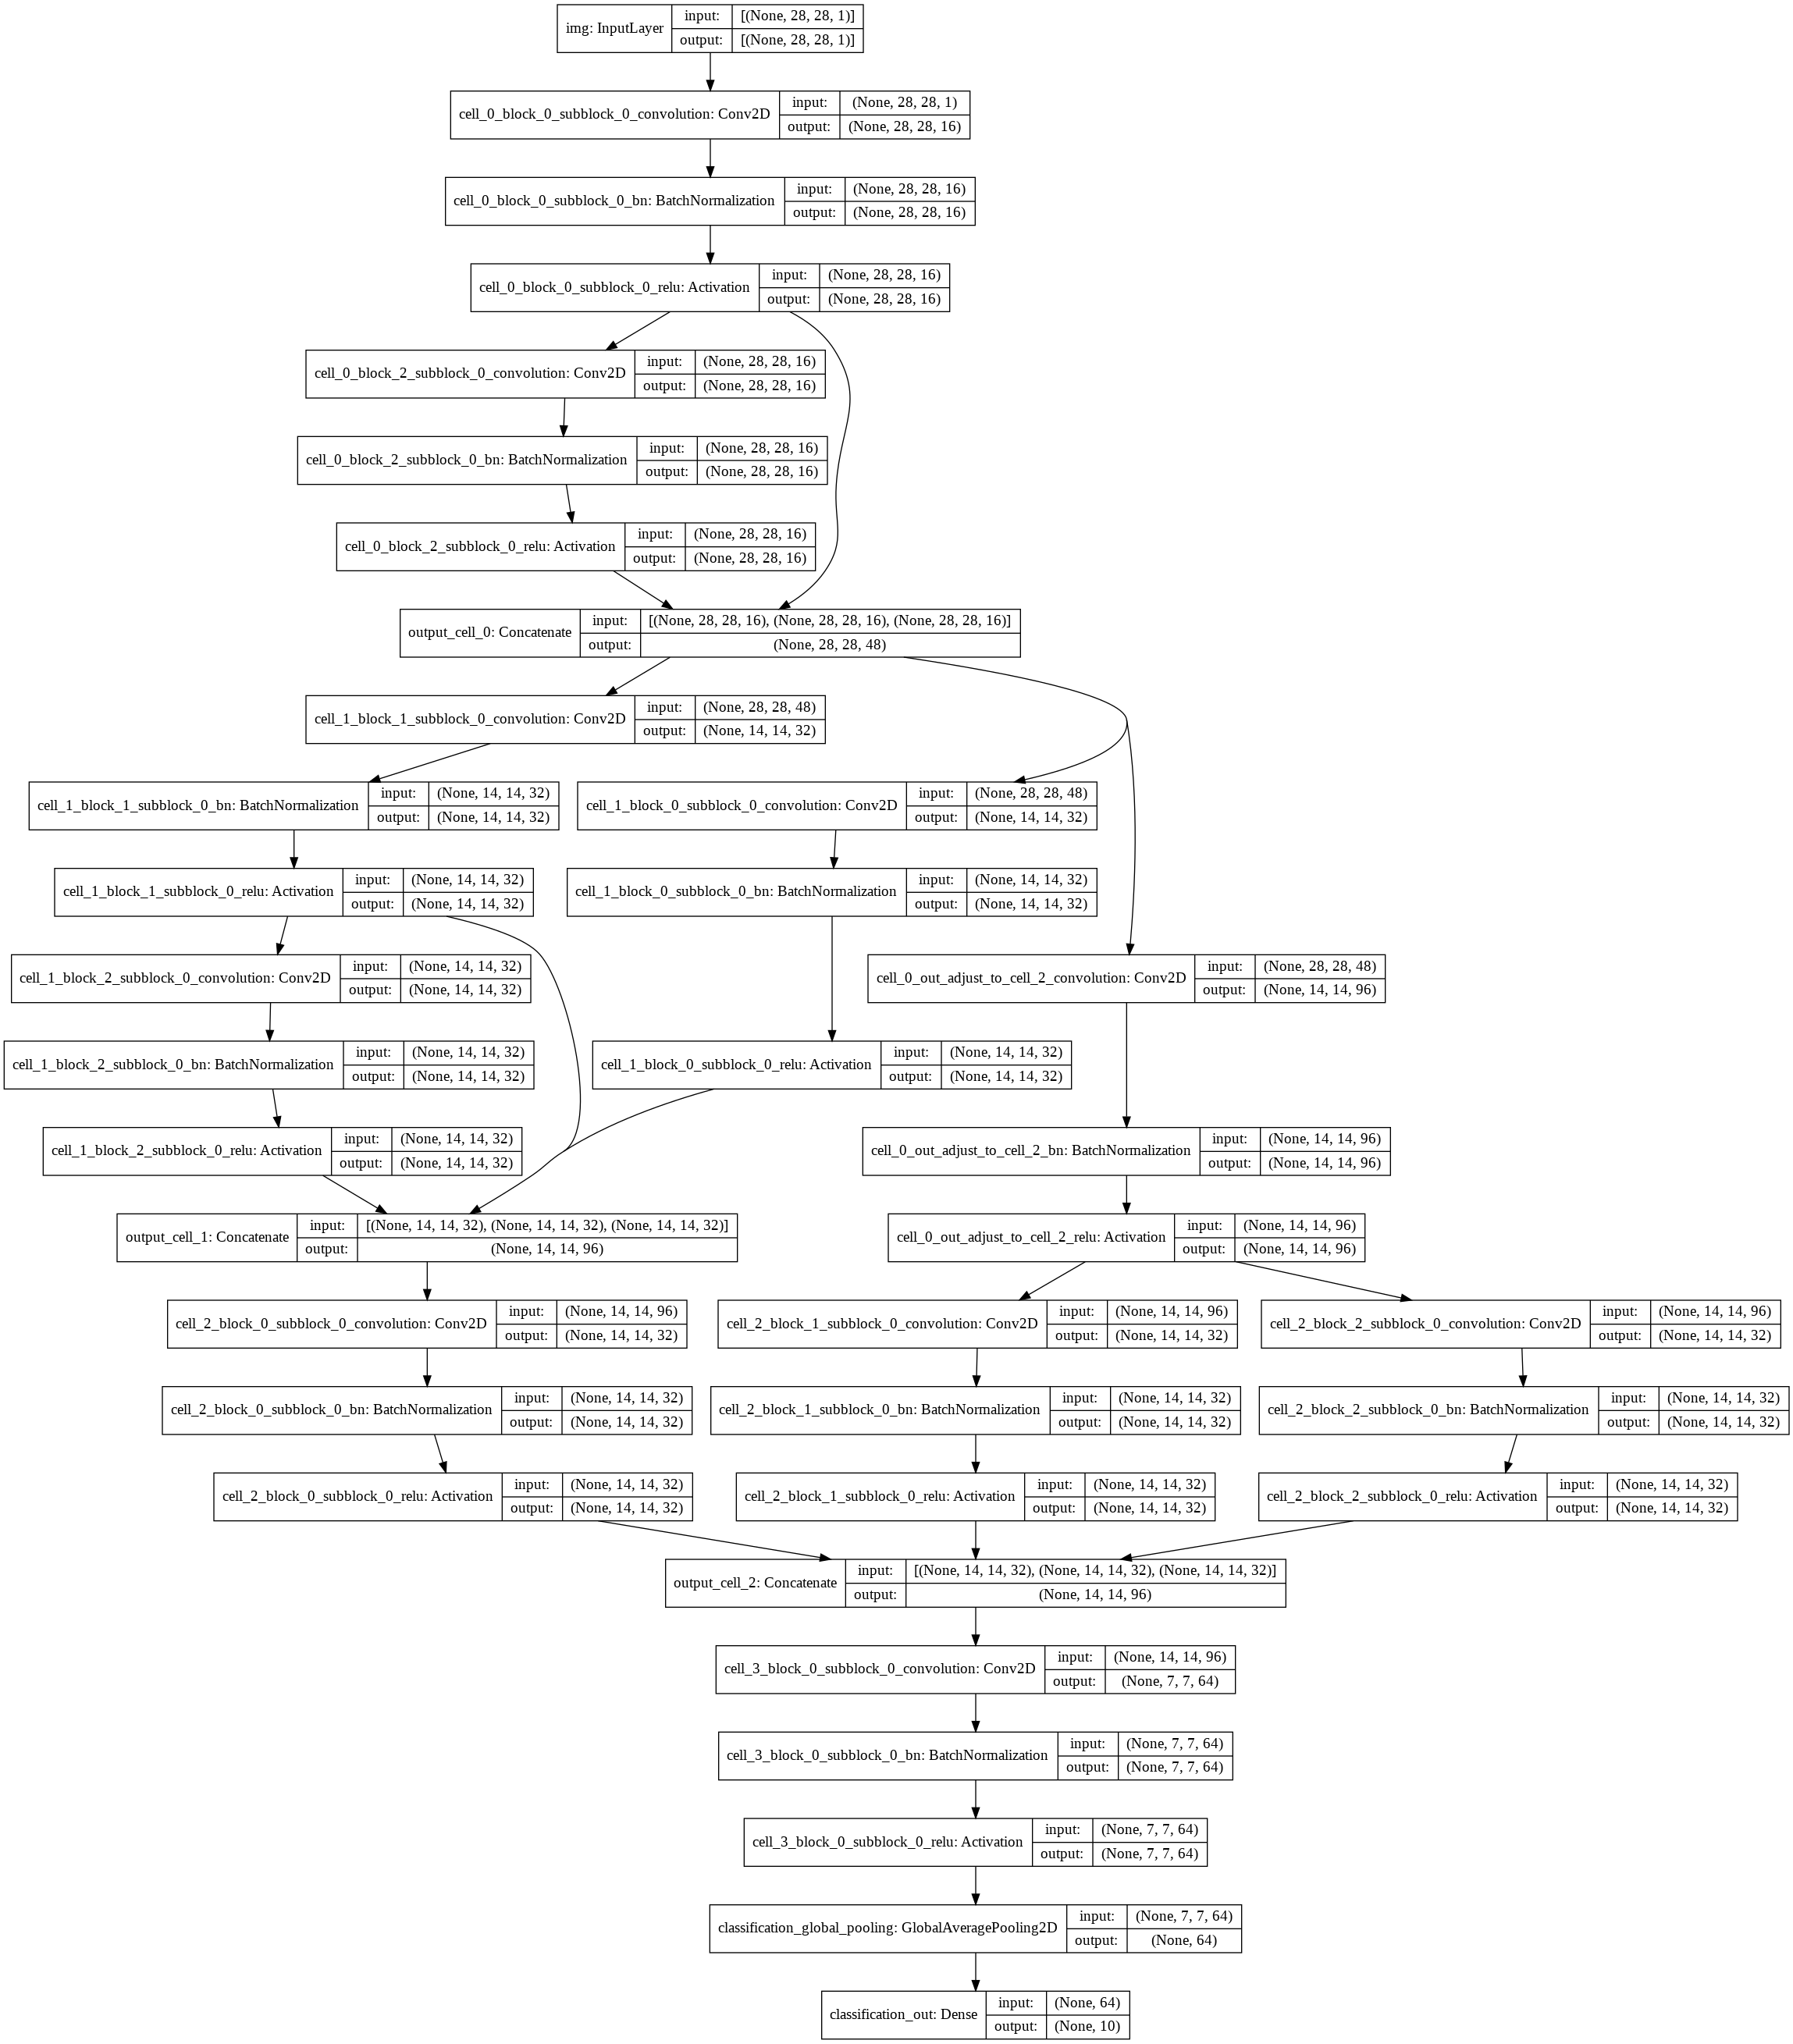 img: InputLayer
input: [(None, 28, 28, 1)]
output: [(None, 28, 28, 1)]
cell_0_block_0_subblock_0_convolution: Conv2D
input: (None, 28, 28, 1)
output: (None, 28, 28, 16)
cell_0_block_0_subblock_0_bn: BatchNormalization
input: (None, 28, 28, 16)
output: (None, 28, 28, 16)
cell_0_block_0_subblock_0_relu: Activation
input: (None, 28, 28, 16)
output: (None, 28, 28, 16)
cell_0_block_2_subblock_0_convolution: Conv2D
input: (None, 28, 28, 16)
output: (None, 28, 28, 16)
cell_0_block_2_subblock_0_bn: BatchNormalization
input: (None, 28, 28, 16)
output: (None, 28, 28, 16)
cell_0_block_2_subblock_0_relu: Activation
input: (None, 28, 28, 16)
output: (None, 28, 28, 16)
output_cell_0: Concatenate
input: [(None, 28, 28, 16), (None, 28, 28, 16), (None, 28, 28, 16)]
output: (None, 28, 28, 48)
cell_1_block_1_subblock_0_convolution: Conv2D
input: (None, 28, 28, 48)
output: (None, 14, 14, 32)
cell_1_block_1_subblock_0_bn: BatchNormalization
input: (None, 14, 14, 32)
output: (None, 14, 14, 32)
cell_1_block_0_subblock_0_convolution: Conv2D
input: (None, 28, 28, 48)
output: (None, 14, 14, 32)
cell_1_block_1_subblock_0_relu: Activation
input: (None, 14, 14, 32)
output: (None, 14, 14, 32)
cell_1_block_0_subblock_0_bn: BatchNormalization
input: (None, 14, 14, 32)
output: (None, 14, 14, 32)
cell_1_block_2_subblock_0_convolution: Conv2D
input: (None, 14, 14, 32)
output: (None, 14, 14, 32)
cell_0_out_adjust_to_cell_2_convolution: Conv2D
input: (None, 28, 28, 48)
output: (None, 14, 14, 96)
cell_1_block_2_subblock_0_bn: BatchNormalization
input: (None, 14, 14, 32)
output: (None, 14, 14, 32)
cell_1_block_0_subblock_0_relu: Activation
input: (None, 14, 14, 32)
output: (None, 14, 14, 32)
cell_1_block_2_subblock_0_relu: Activation
input: (None, 14, 14, 32)
output: (None, 14, 14, 32)
cell_0_out_adjust_to_cell_2_bn: BatchNormalization
input: (None, 14, 14, 96)
output: (None, 14, 14, 96)
output_cell_1: Concatenate
input: [(None, 14, 14, 32), (None, 14, 14, 32), (None, 14, 14, 32)]
output: (None, 14, 14, 96)
cell_0_out_adjust_to_cell_2_relu: Activation
input: (None, 14, 14, 96)
output: (None, 14, 14, 96)
cell_2_block_0_subblock_0_convolution: Conv2D
input: (None, 14, 14, 96)
output: (None, 14, 14, 32)
cell_2_block_1_subblock_0_convolution: Conv2D
input: (None, 14, 14, 96)
output: (None, 14, 14, 32)
cell_2_block_2_subblock_0_convolution: Conv2D
input: (None, 14, 14, 96)
output: (None, 14, 14, 32)
cell_2_block_0_subblock_0_bn: BatchNormalization
input: (None, 14, 14, 32)
output: (None, 14, 14, 32)
cell_2_block_1_subblock_0_bn: BatchNormalization
input: (None, 14, 14, 32)
output: (None, 14, 14, 32)
cell_2_block_2_subblock_0_bn: BatchNormalization
input: (None, 14, 14, 32)
output: (None, 14, 14, 32)
cell_2_block_0_subblock_0_relu: Activation
input: (None, 14, 14, 32)
output: (None, 14, 14, 32)
cell_2_block_1_subblock_0_relu: Activation
input: (None, 14, 14, 32)
output: (None, 14, 14, 32)
cell_2_block_2_subblock_0_relu: Activation
input: (None, 14, 14, 32)
output: (None, 14, 14, 32)
output_cell_2: Concatenate
input: [(None, 14, 14, 32), (None, 14, 14, 32), (None, 14, 14, 32)]
output: (None, 14, 14, 96)
cell_3_block_0_subblock_0_convolution: Conv2D
input: (None, 14, 14, 96)
output: (None, 7, 7, 64)
cell_3_block_0_subblock_0_bn: BatchNormalization
input: (None, 7, 7, 64)
output: (None, 7, 7, 64)
cell_3_block_0_subblock_0_relu: Activation
input: (None, 7, 7, 64)
output: (None, 7, 7, 64)
classification_global_pooling: GlobalAveragePooling2D
input: (None, 7, 7, 64)
output: (None, 64)
classification_out: Dense
input: (None, 64)
output: (None, 10)